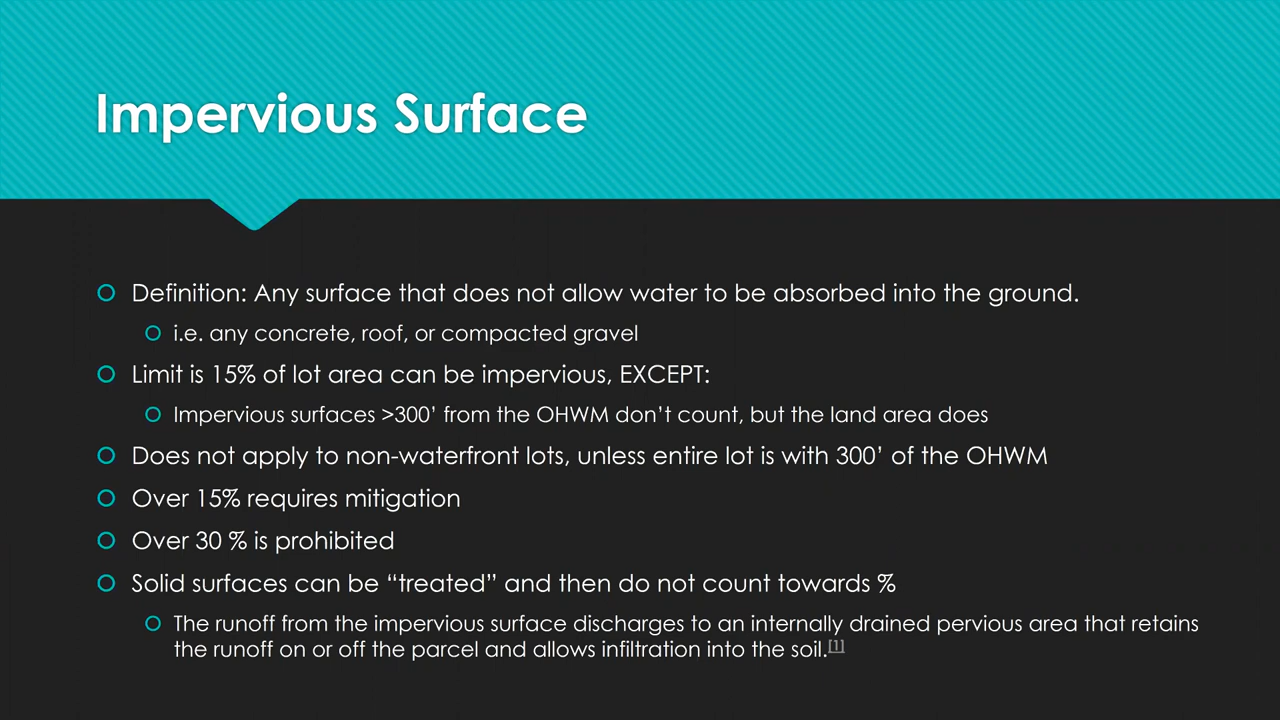 Impervious Surface
Definition: Any surface that does not allow water to be absorbed into the ground.
i.e. any concrete, roof, or compacted gravel
Limit is 15% of lot area can be impervious, EXCEPT:
Impervious surfaces >300’ from the OHWM don’t count, but the land area does
Does not apply to non-waterfront lots, unless entire lot is with 300’ of the OHWM
Over 15% requires mitigation
Over 30 % is prohibited
Solid surfaces can be “treated” and then do not count towards %
The runoff from the impervious surface discharges to an internally drained pervious area that retains
the runoff on or off the parcel and allows infiltration into the soil.[1]